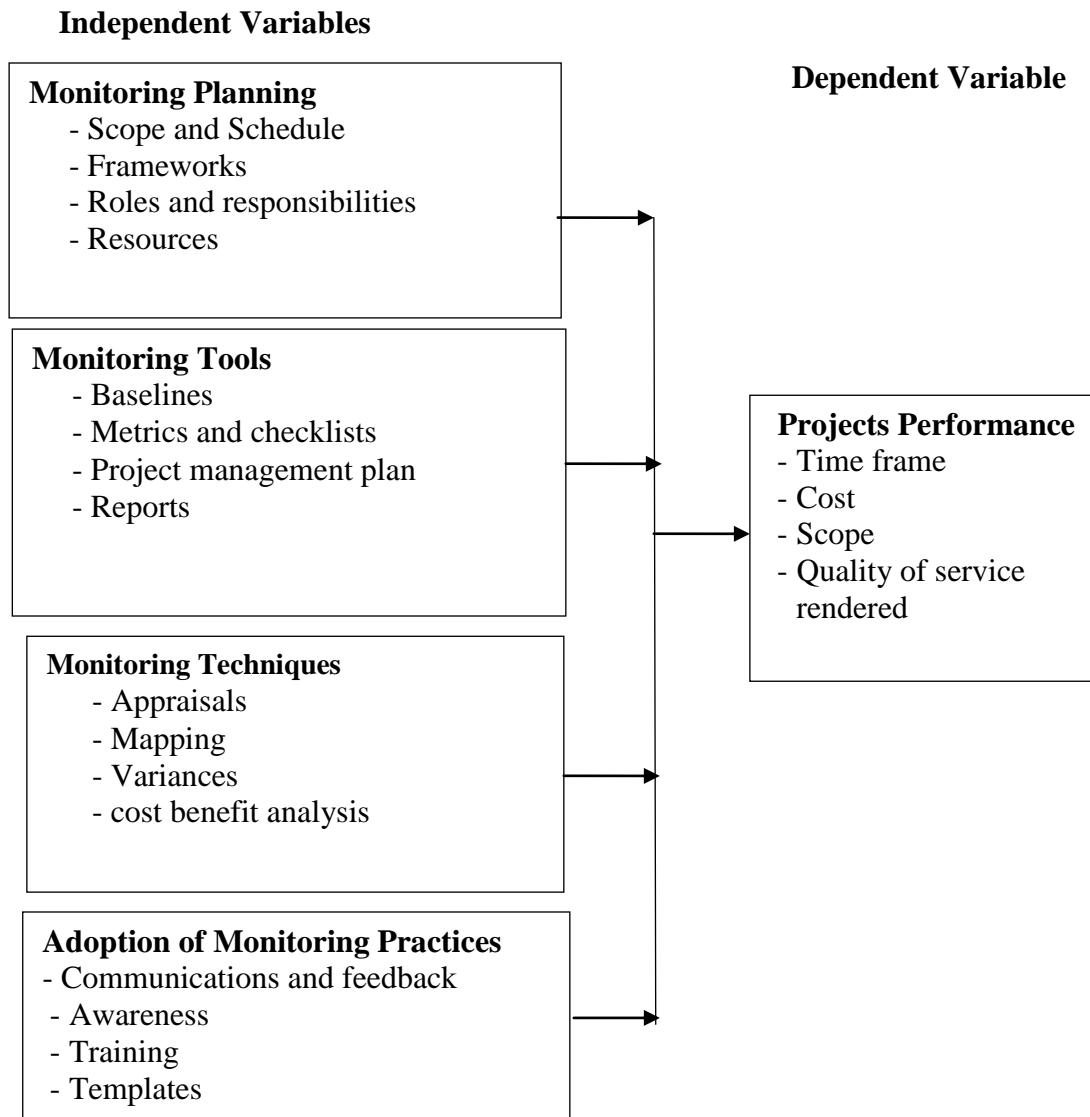 Independent Variables
Monitoring Planning
- Scope and Schedule
- Frameworks
- Roles and responsibilities
- Resources
Monitoring Tools
- Baselines
- Metrics and checklists
- Project management plan
- Reports
Monitoring Techniques
- Appraisals
- Mapping
- Variances
- cost benefit analysis
Adoption of Monitoring Practices
- Communications and feedback
- Awareness
- Training
- Templates
Dependent Variable
Projects Performance
- Time frame
- Cost
- Scope
- Quality of service
rendered